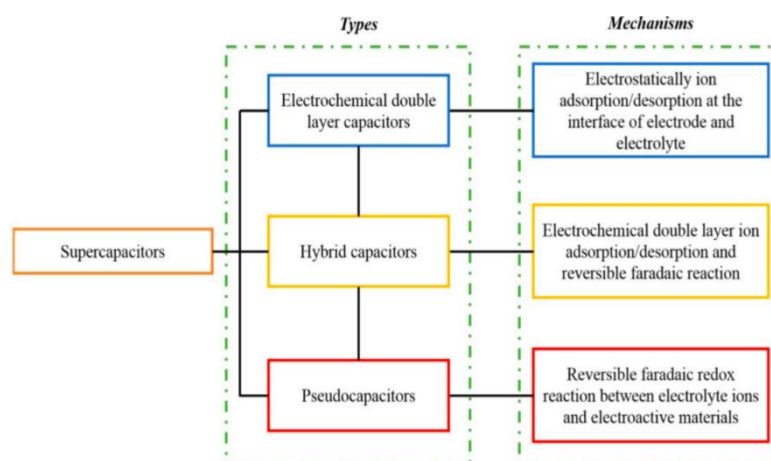 Types
Mechanisms
Electrochemical double
layer capacitors
Electrostatically ion
adsorption/desorption at the
interface of electrode and
electrolyte
Supercapacitors
Hybrid capacitors
Electrochemical double layer ion
adsorption/desorption and
reversible faradaic reaction
Pseudocapacitors
Reversible faradaic redox
reaction between electrolyte ions
and electroactive materials